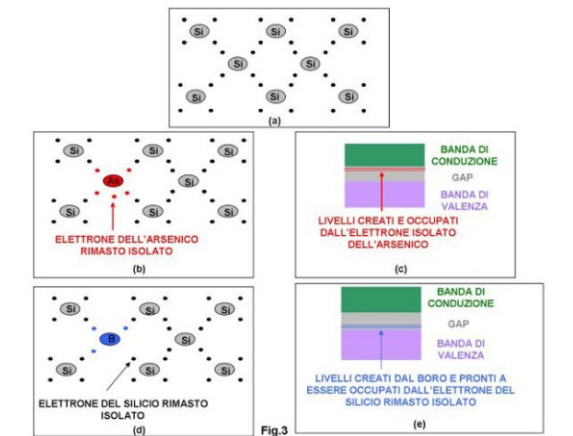 Si Si Si
Si Si
Si Si Si
(a)
Si Si Si
As Si
Si Si Si
ELETTRONE DELL'ARSENICO
RIMASTO ISOLATO
(b)
BANDA DI
CONDUZIONE
GAP
BANDA DI
VALENZA
LIVELLI CREATI E OCCUPATI
DALL'ELETTRONE ISOLATO
DELL'ARSENICO
(c)
Si Si Si
B Si
Si Si Si
ELETTRONE DEL SILICIO RIMASTO
ISOLATO
(d)
Fig.3
BANDA DI
CONDUZIONE
GAP
BANDA DI
VALENZA
LIVELLI CREATI DAL BORO E PRONTI A
ESSERE OCCUPATI DALL'ELETTRONE DEL
SILICIO RIMASTO ISOLATO
(e)